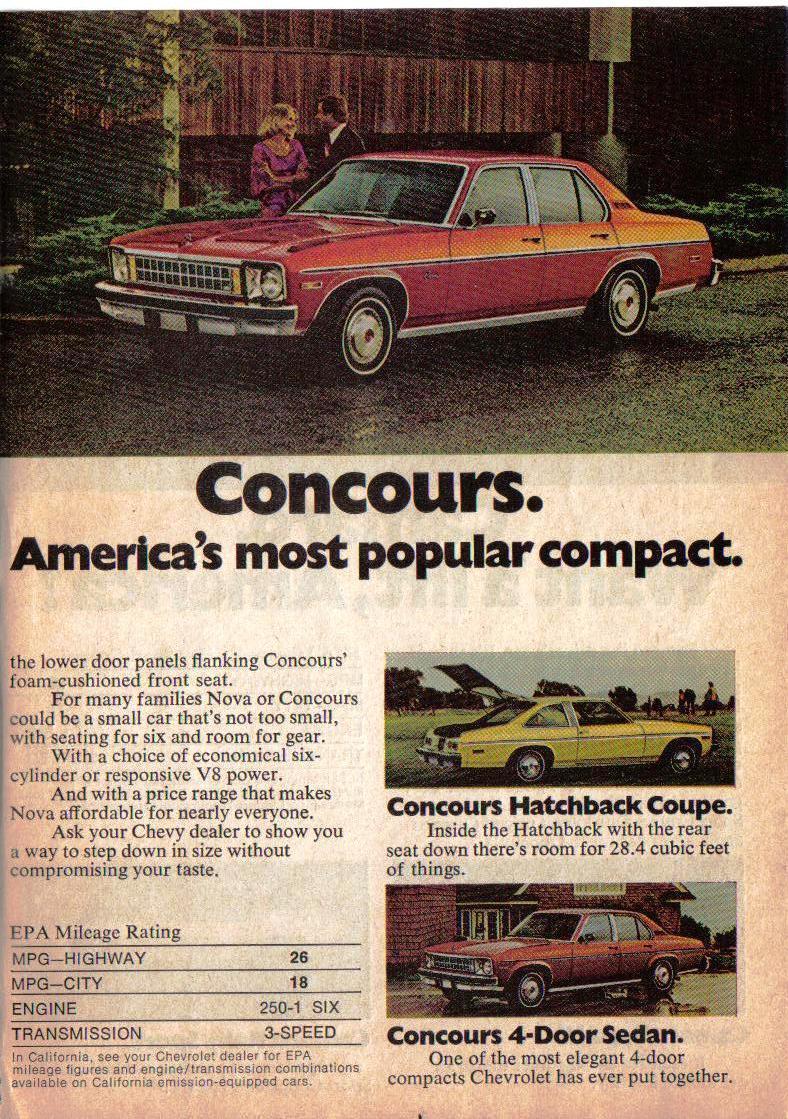 Concours.
America's most popular compact.
the lower door panels flanking Concours'
foam-cushioned front seat.
For many families Nova or Concours
could be a small car that's not too small,
with seating for six and room for gear.
With a choice of economical six-
cylinder or responsive V8 power.
And with a price range that makes
Nova affordable for nearly everyone.
Ask your Chevy dealer to show you
a way to step down in size without
compromising your taste.
EPA Mileage Rating
MPG—HIGHWAY 26
MPG—CITY 18
ENGINE 250-1 SIX
TRANSMISSION 3-SPEED
In California, see your Chevrolet dealer for EPA
mileage figures and engine/transmission combinations
available on California emission-equipped cars.
Concours Hatchback Coupe.
Inside the Hatchback with the rear
seat down there's room for 28.4 cubic feet
of things.
Concours 4-Door Sedan.
One of the most elegant 4-door
compacts Chevrolet has ever put together.